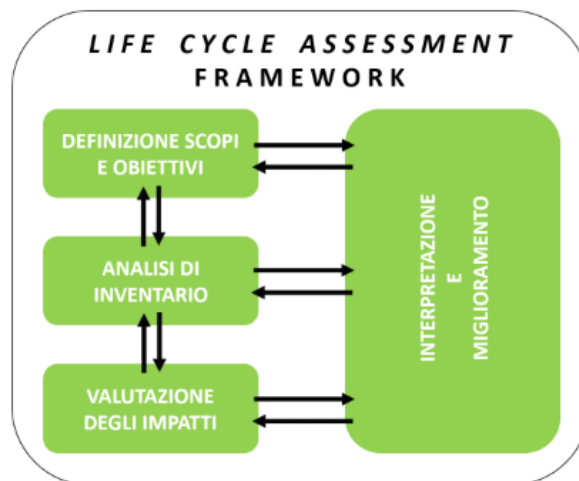 LIFE CYCLE ASSESSMENT
FRAMEWORK
DEFINIZIONE SCOPI
E OBIETTIVI
ANALISI DI
INVENTARIO
VALUTAZIONE
DEGLI IMPATTI
INTERPRETAZIONE
E
MIGLIORAMENTO